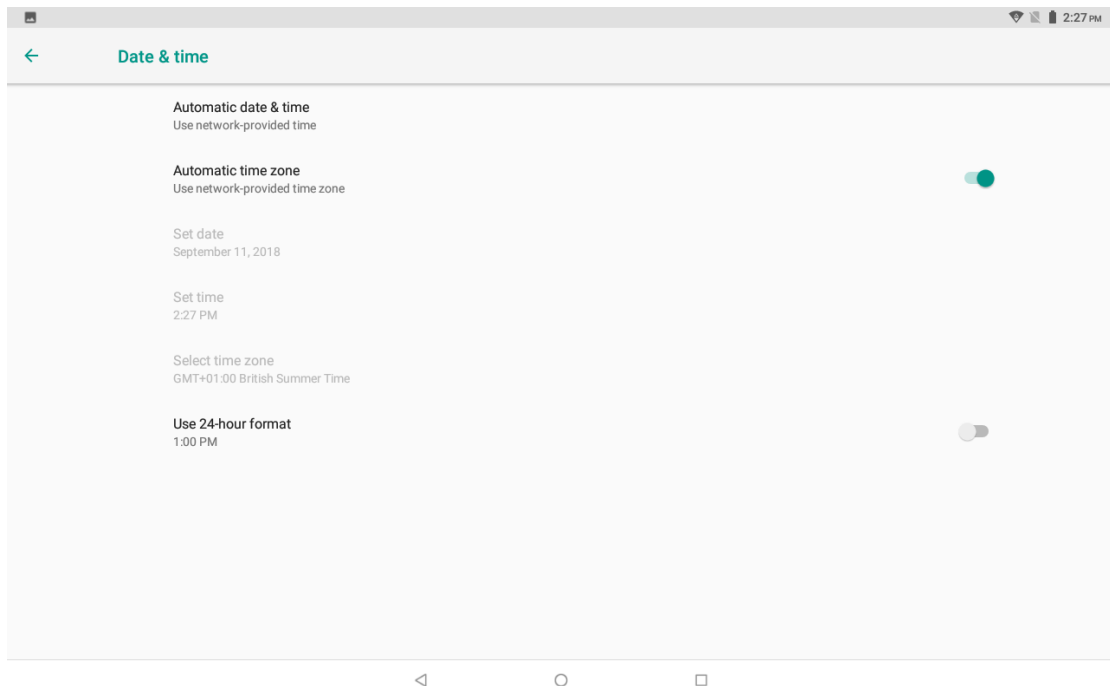 2:27 PM
Date & time
Automatic date & time
Use network-provided time
Automatic time zone
Use network-provided time zone
Set date
September 11, 2018
Set time
2:27 PM
Select time zone
GMT+01:00 British Summer Time
Use 24-hour format
1:00 PM